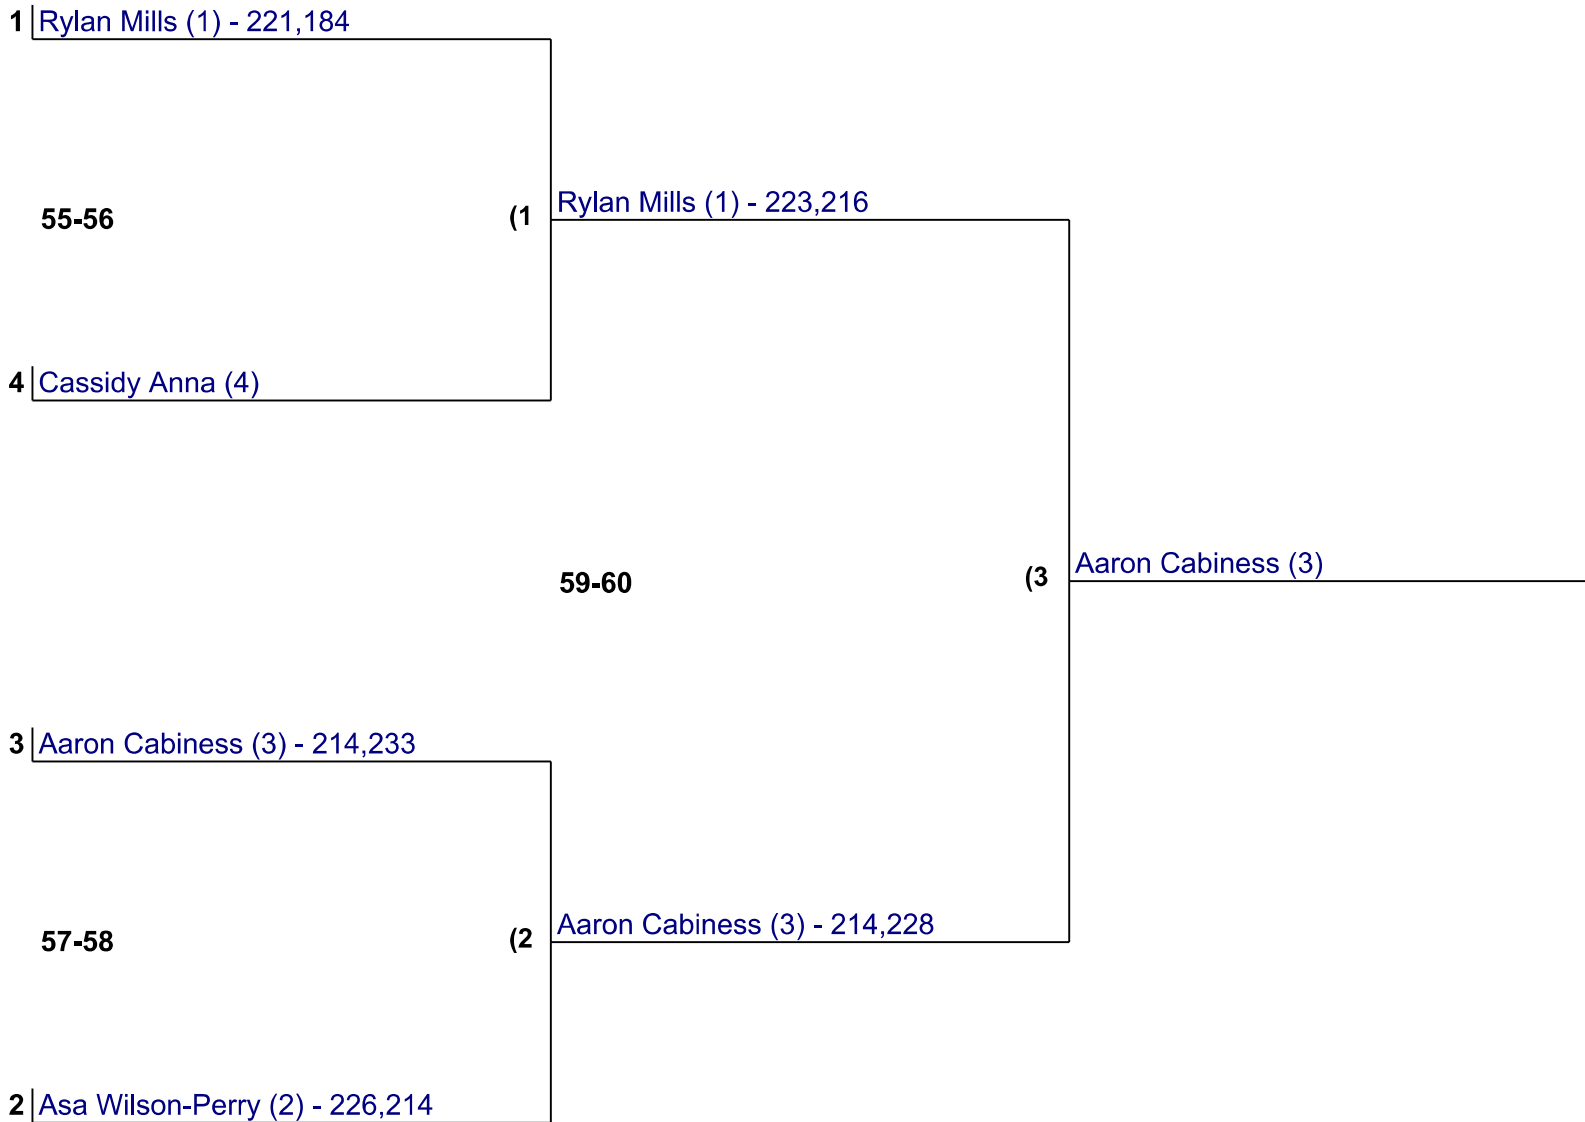 1 Rylan Mills (1) - 221,184
55-56 (1
Rylan Mills (1) - 223,216
4 Cassidy Anna (4)
59-60 (3
Aaron Cabiness (3)
3 Aaron Cabiness (3) - 214,233
57-58 (2
Aaron Cabiness (3) - 214,228
2 Asa Wilson-Perry (2) - 226,214